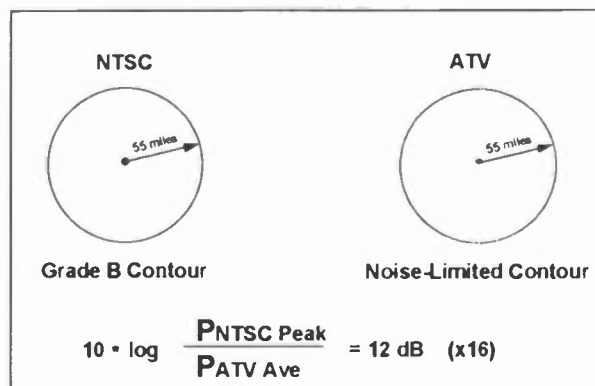 NTSC ATV
55 miles 55 miles
Grade B Contour Noise-Limited Contour
10 * log PNTSC Peak / PATV Ave = 12 dB (x16)